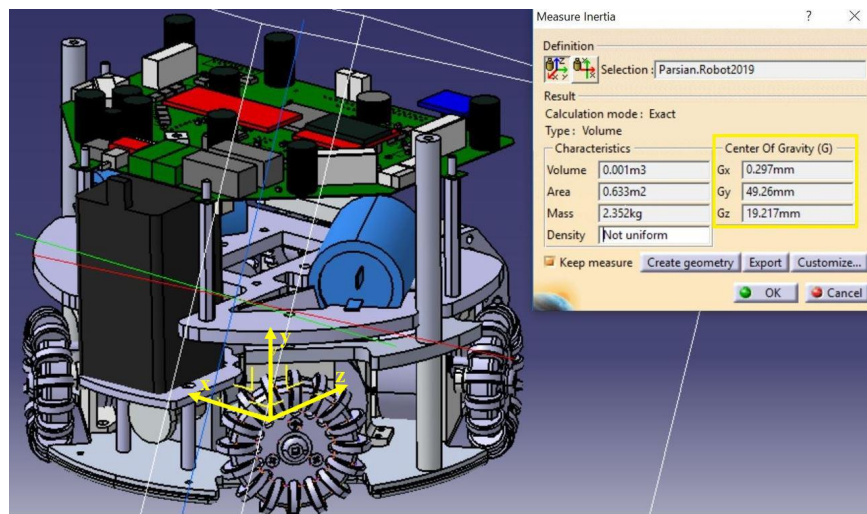 Measure Inertia ? ×
Definition
Selection : Parsian.Robot2019
Result
Calculation mode : Exact
Type : Volume
Characteristics Center Of Gravity (G)
Volume 0.001m3 Gx 0.297mm
Area 0.633m2 Gy 49.26mm
Mass 2.352kg Gz 19.217mm
Density Not uniform
Keep measure Create geometry Export Customize...
OK Cancel
y
x z